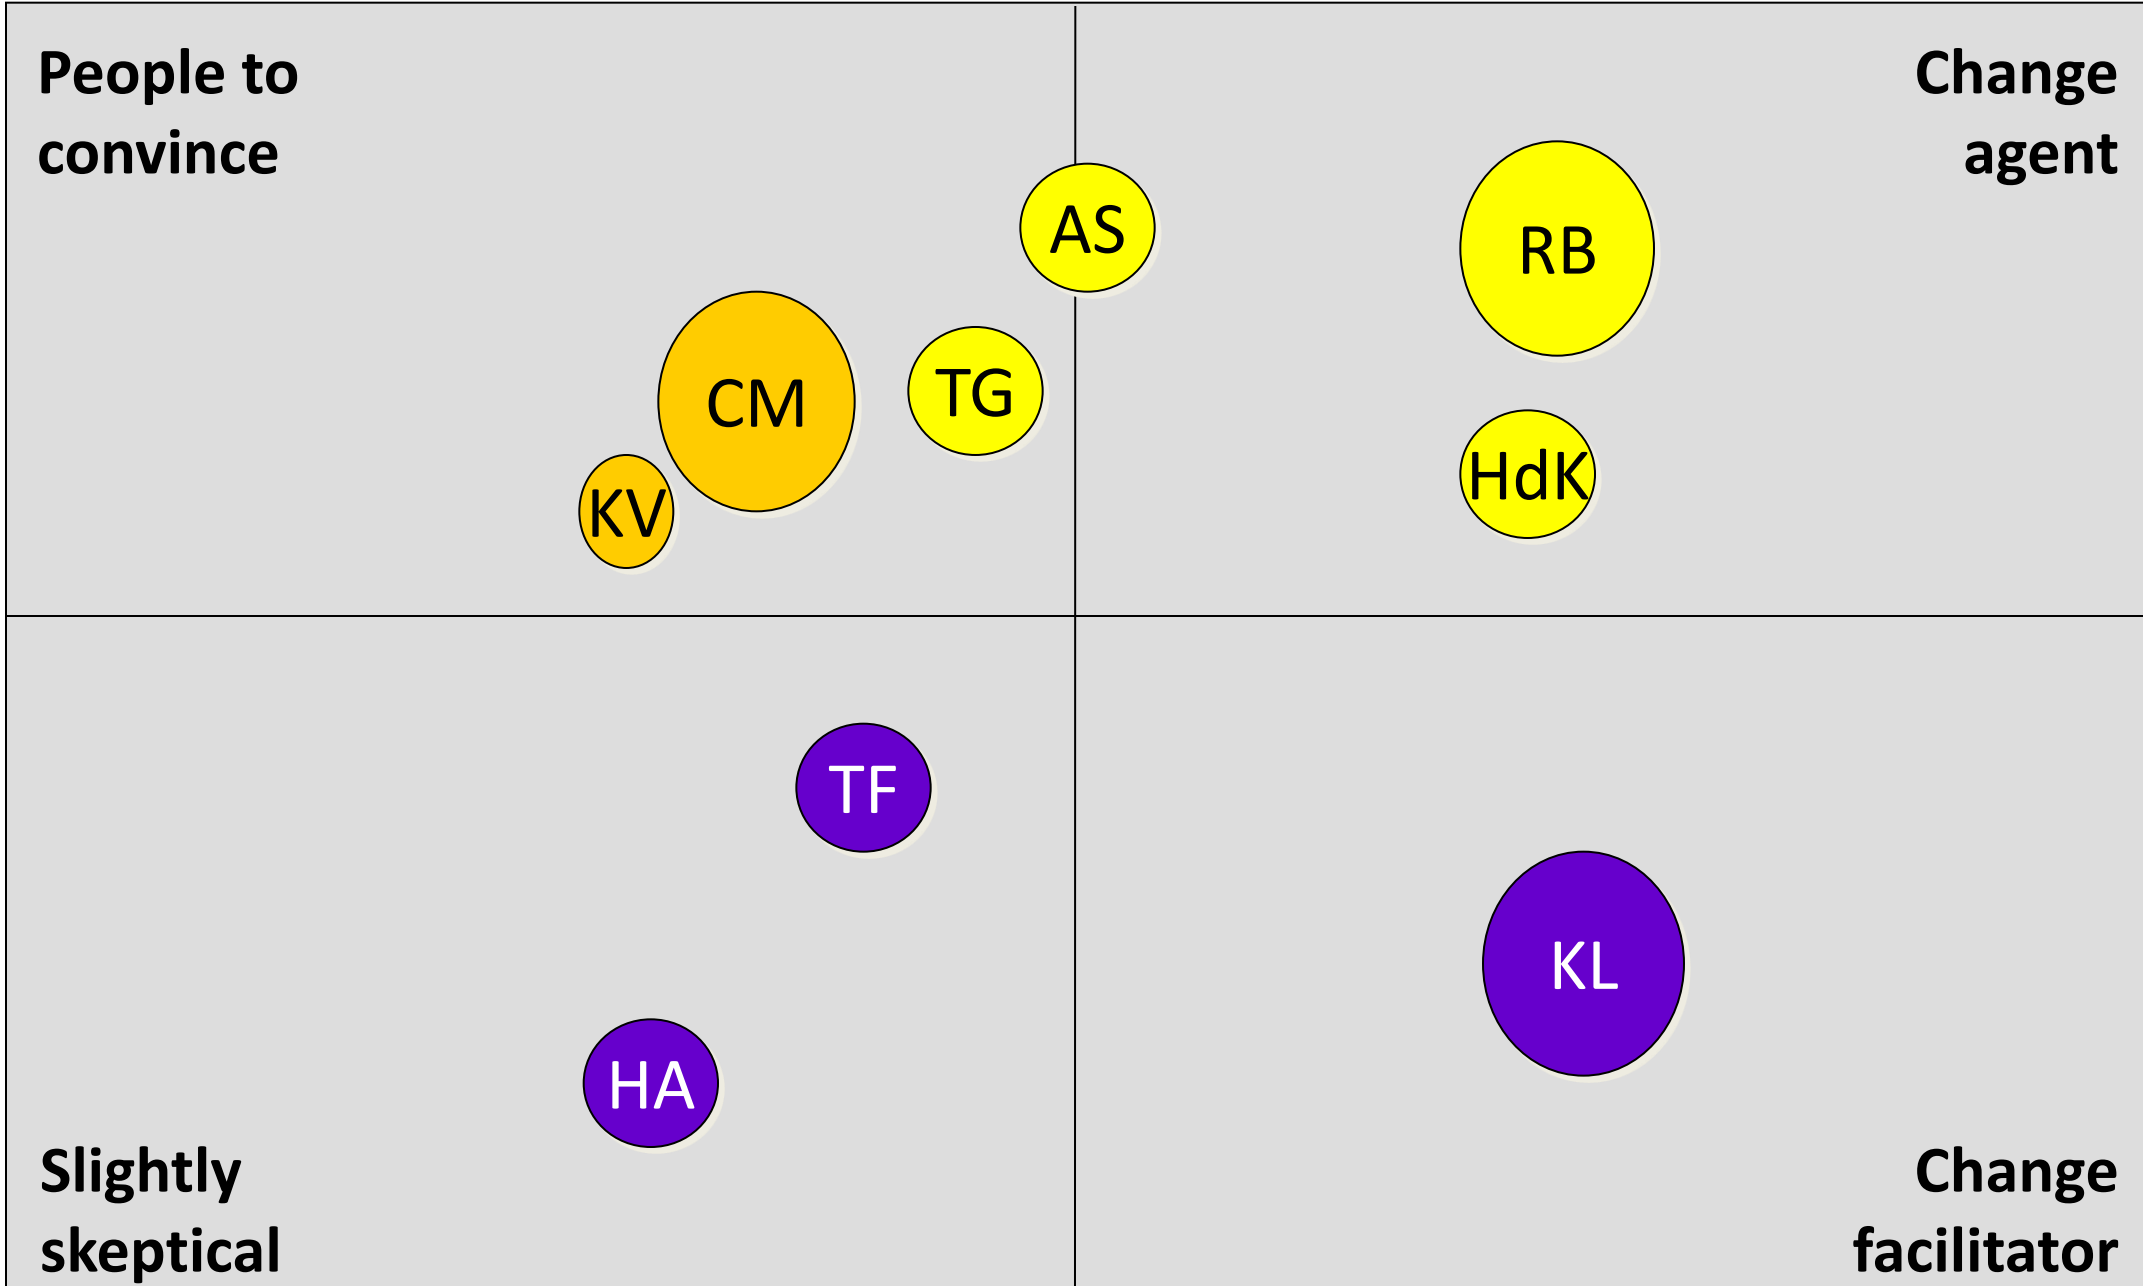 People to
convince
Change
agent
AS
RB
CM
TG
KV
HdK
TF
KL
HA
Slightly
skeptical
Change
facilitator